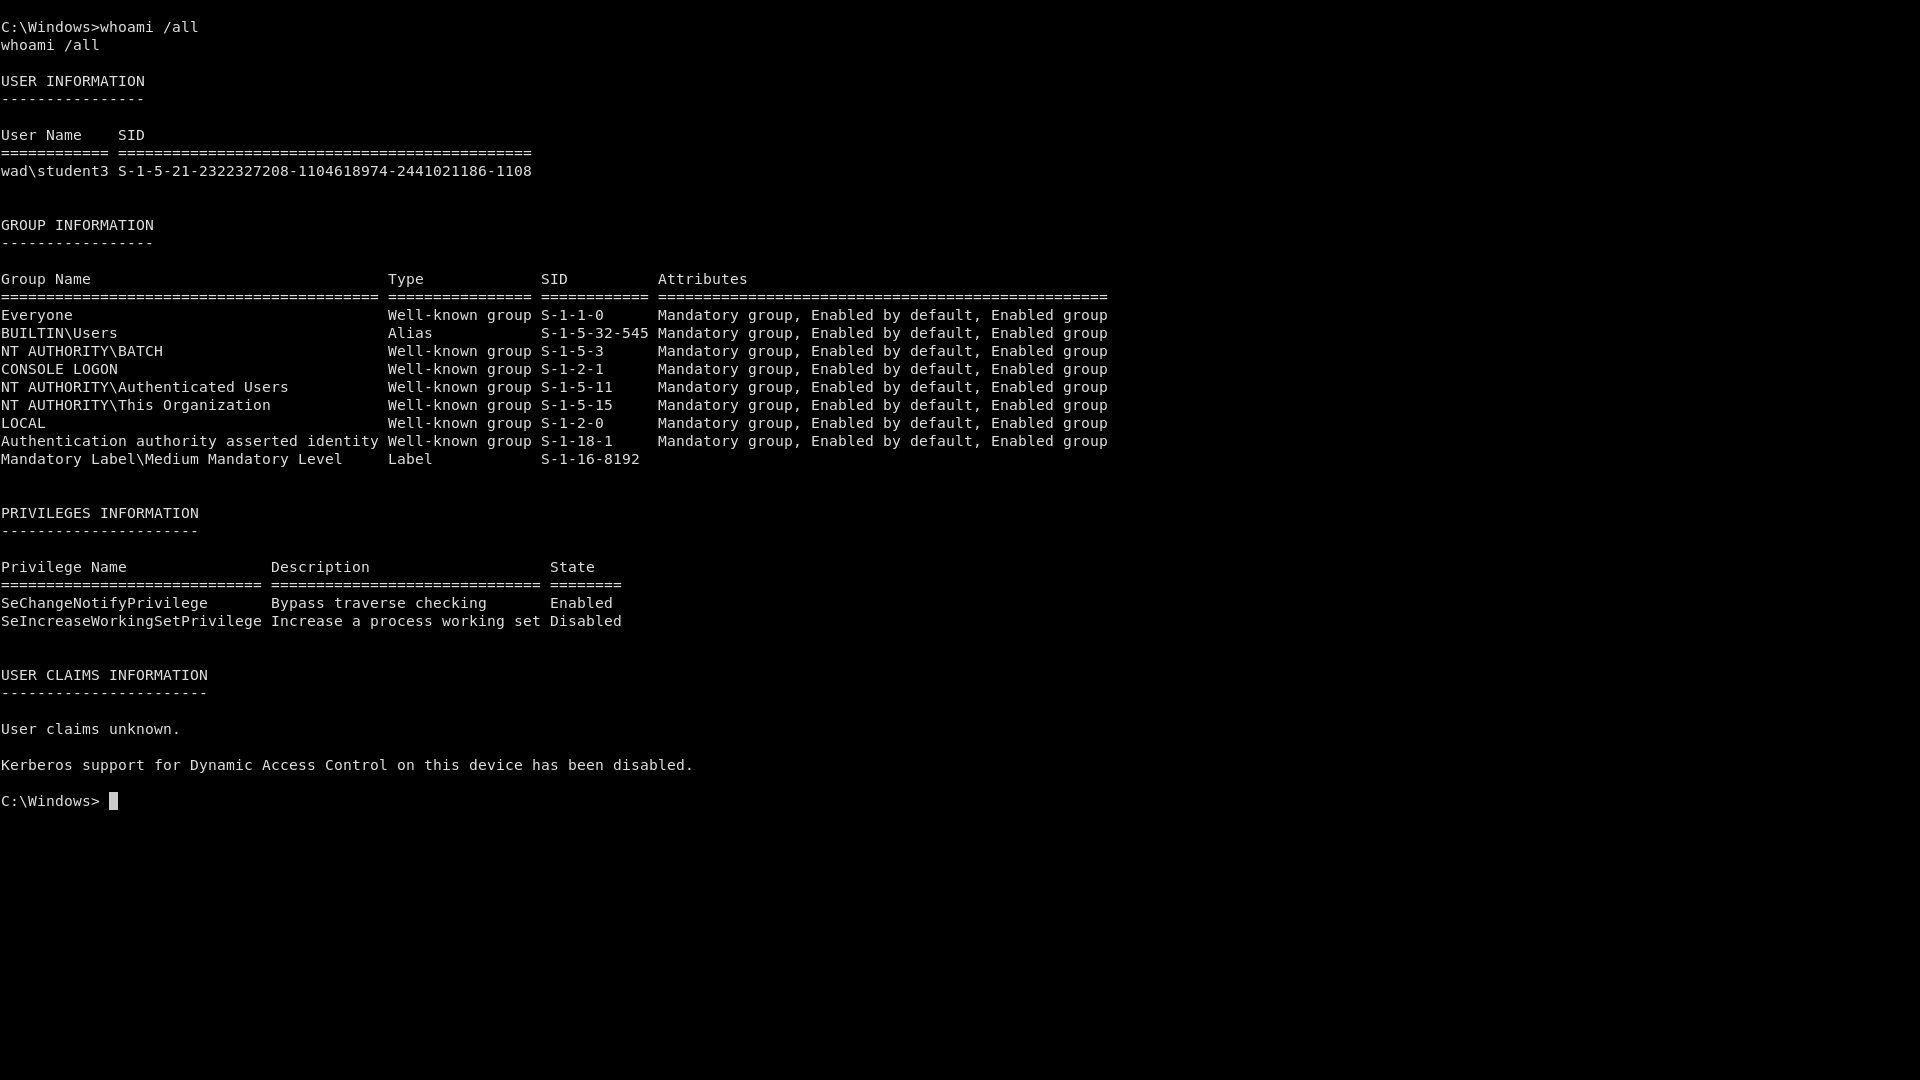 C:\Windows>whoami /all
whoami /all
USER INFORMATION
----------------
User Name    SID
============ ==============================================
wad\student3 S-1-5-21-2322327208-1104618974-2441021186-1108
GROUP INFORMATION
-----------------
Group Name                                 Type             SID          Attributes
========================================== ================ ============ ==================================================
Everyone                                   Well-known group S-1-1-0      Mandatory group, Enabled by default, Enabled group
BUILTIN\Users                              Alias            S-1-5-32-545 Mandatory group, Enabled by default, Enabled group
NT AUTHORITY\BATCH                         Well-known group S-1-5-3      Mandatory group, Enabled by default, Enabled group
CONSOLE LOGON                              Well-known group S-1-2-1      Mandatory group, Enabled by default, Enabled group
NT AUTHORITY\Authenticated Users           Well-known group S-1-5-11     Mandatory group, Enabled by default, Enabled group
NT AUTHORITY\This Organization             Well-known group S-1-5-15     Mandatory group, Enabled by default, Enabled group
LOCAL                                      Well-known group S-1-2-0      Mandatory group, Enabled by default, Enabled group
Authentication authority asserted identity Well-known group S-1-18-1     Mandatory group, Enabled by default, Enabled group
Mandatory Label\Medium Mandatory Level     Label            S-1-16-8192
PRIVILEGES INFORMATION
----------------------
Privilege Name                Description                    State
============================= ============================== ========
SeChangeNotifyPrivilege       Bypass traverse checking       Enabled
SeIncreaseWorkingSetPrivilege Increase a process working set Disabled
USER CLAIMS INFORMATION
-----------------------
User claims unknown.
Kerberos support for Dynamic Access Control on this device has been disabled.
C:\Windows>